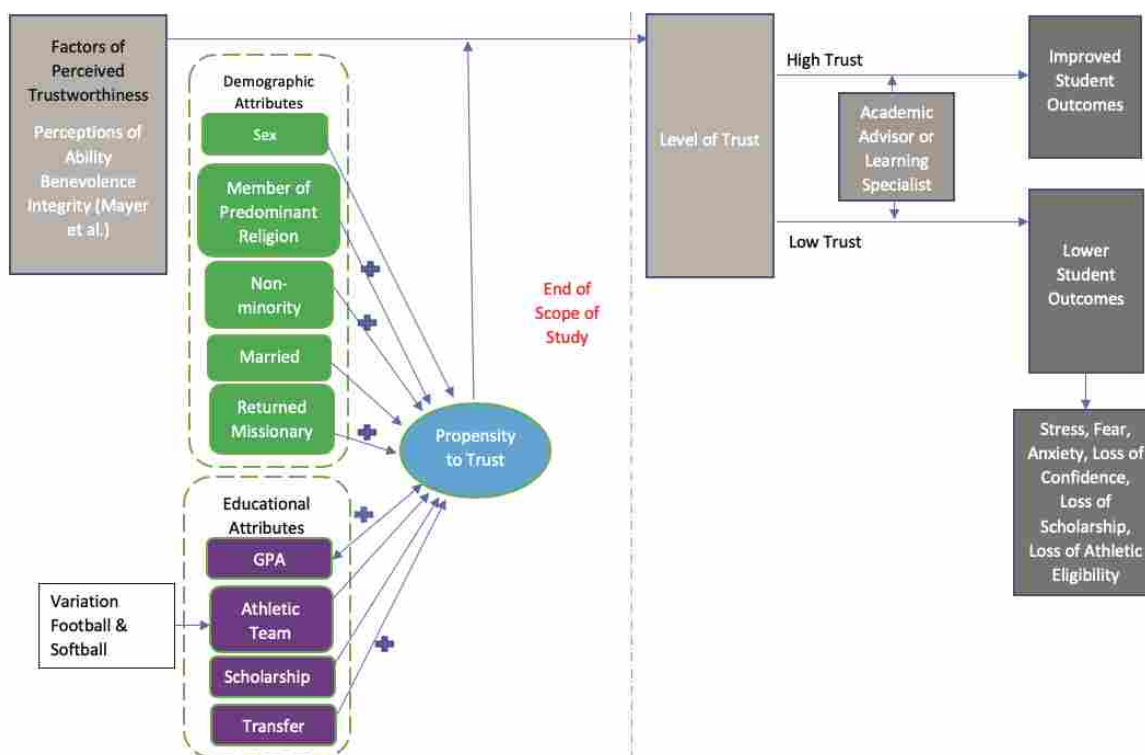 Factors of
Perceived
Trustworthiness
Perceptions of
Ability
Benevolence
Integrity (Mayer
et al.)
Demographic
Attributes
Sex
Member of
Predominant
Religion
Non-
minority
Married
Returned
Missionary
Educational
Attributes
GPA
Athletic
Team
Scholarship
Transfer
Variation
Football &
Softball
Propensity
to Trust
End of
Scope of
Study
Level of Trust
High Trust
Academic
Advisor or
Learning
Specialist
Low Trust
Improved
Student
Outcomes
Lower
Student
Outcomes
Stress, Fear,
Anxiety, Loss of
Confidence,
Loss of
Scholarship,
Loss of Athletic
Eligibility